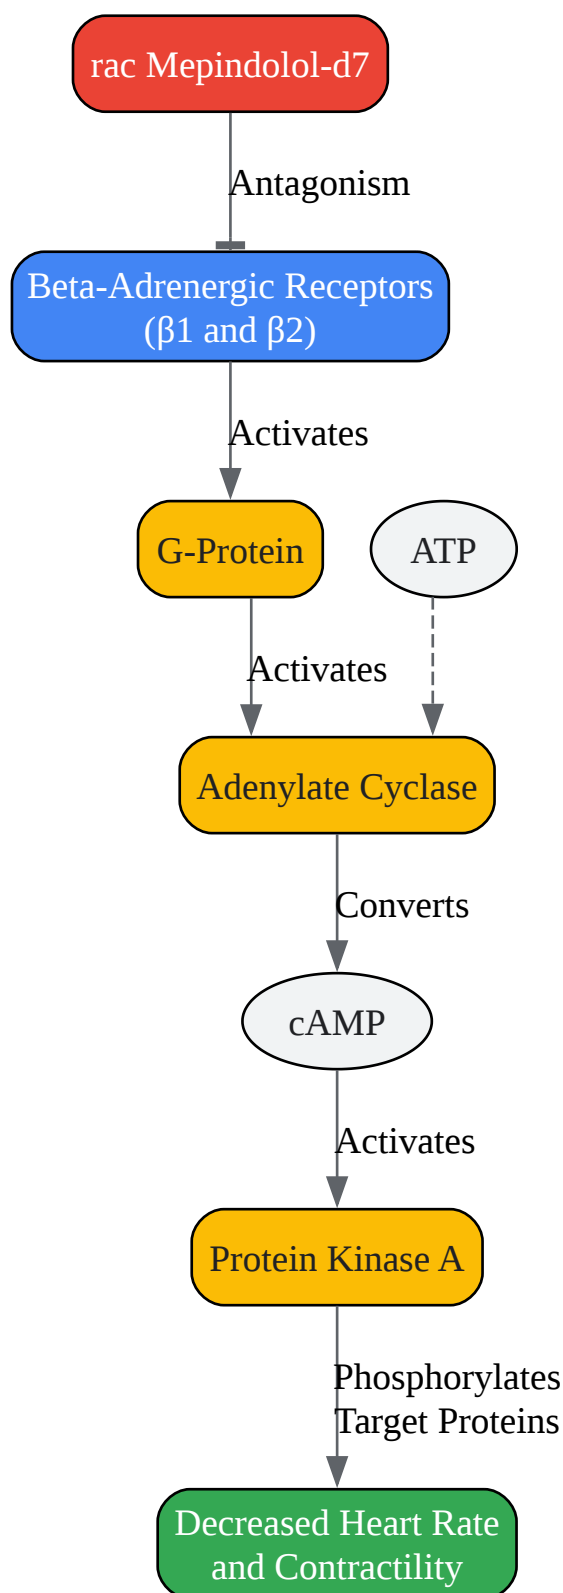 rac Mepindolol-d7
Antagonism
Beta-Adrenergic Receptors
(β1 and β2)
Activates
G-Protein
ATP
Activates
Adenylate Cyclase
Converts
cAMP
Activates
Protein Kinase A
Phosphorylates
Target Proteins
Decreased Heart Rate
and Contractility